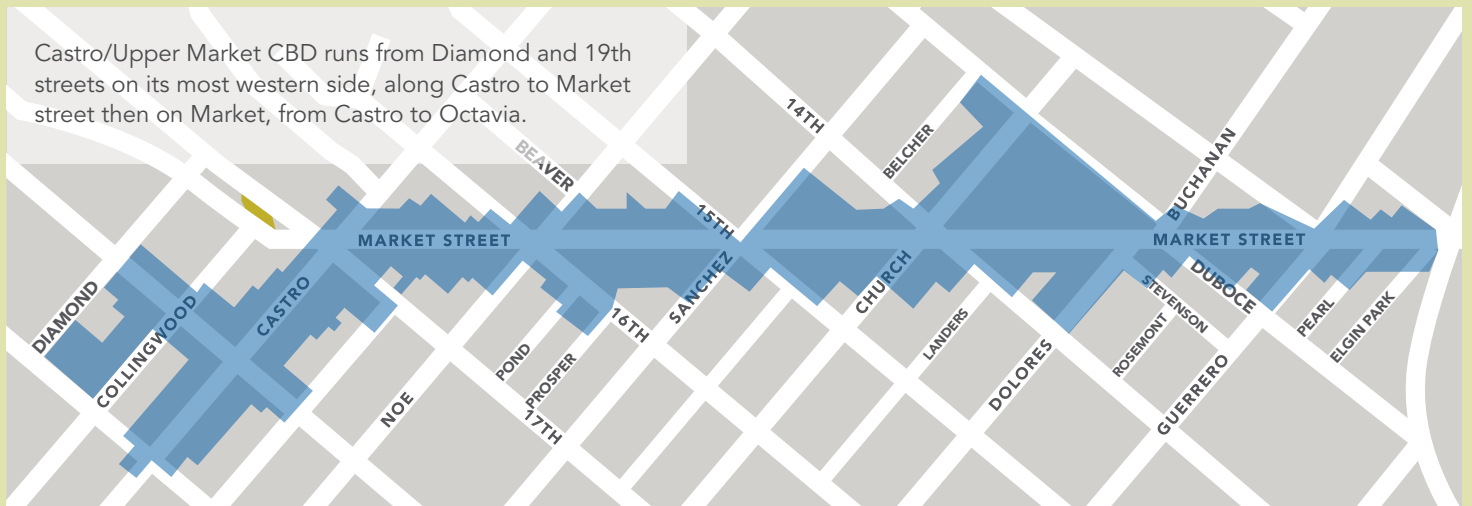 Castro/Upper Market CBD runs from Diamond and 19th
streets on its most western side, along Castro to Market
street then on Market, from Castro to Octavia.
BEAVER
14TH
BELCHER
BUCHANAN
15TH
MARKET STREET
MARKET STREET
DIAMOND
COLLINGWOOD
CASTRO
SANCHEZ
CHURCH
STEVENSON
DUBOCE
PEARL
ELGIN PARK
16TH
POND
PROSPER
LANDERS
ROSEMONT
DOLORES
GUERRERO
NOE
17TH